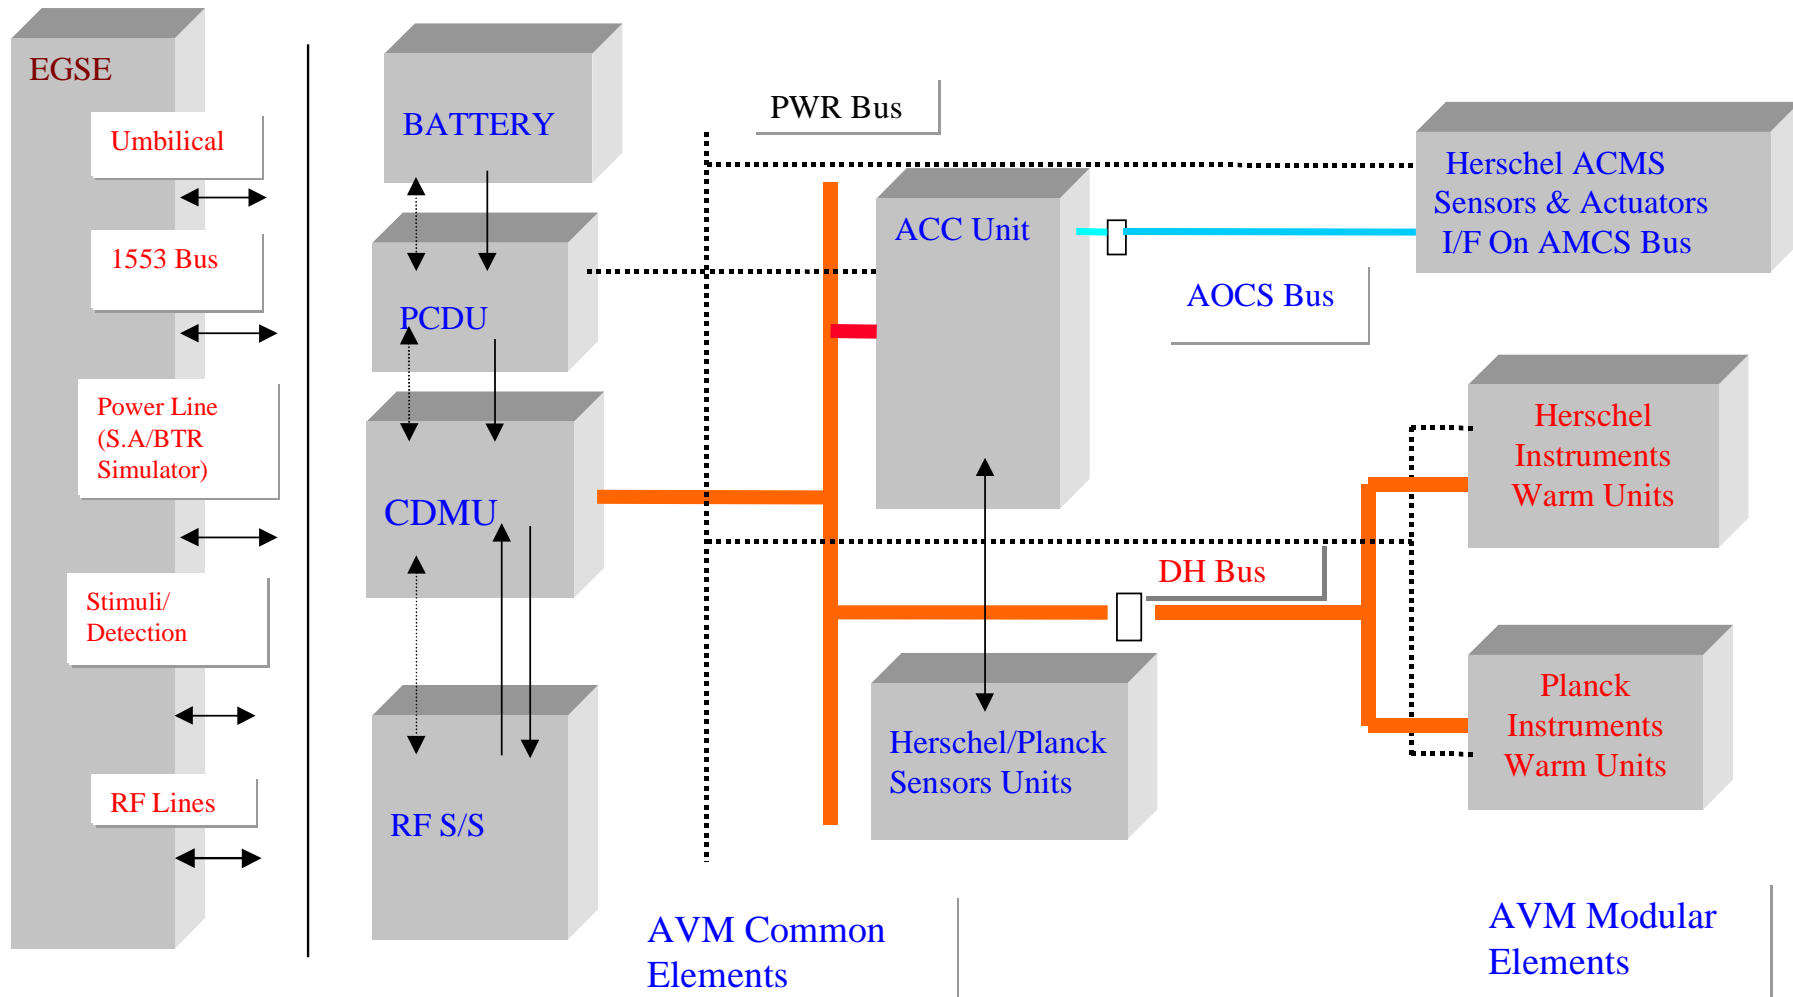 EGSE
Umbilical
1553 Bus
Power Line
(S.A/BTR
Simulator)
Stimuli/
Detection
RF Lines
BATTERY
PCDU
CDMU
RF S/S
PWR Bus
ACC Unit
AOCS Bus
DH Bus
Herschel/Planck
Sensors Units
Herschel ACMS
Sensors & Actuators
I/F On AMCS Bus
Herschel
Instruments
Warm Units
Planck
Instruments
Warm Units
AVM Common
Elements
AVM Modular
Elements